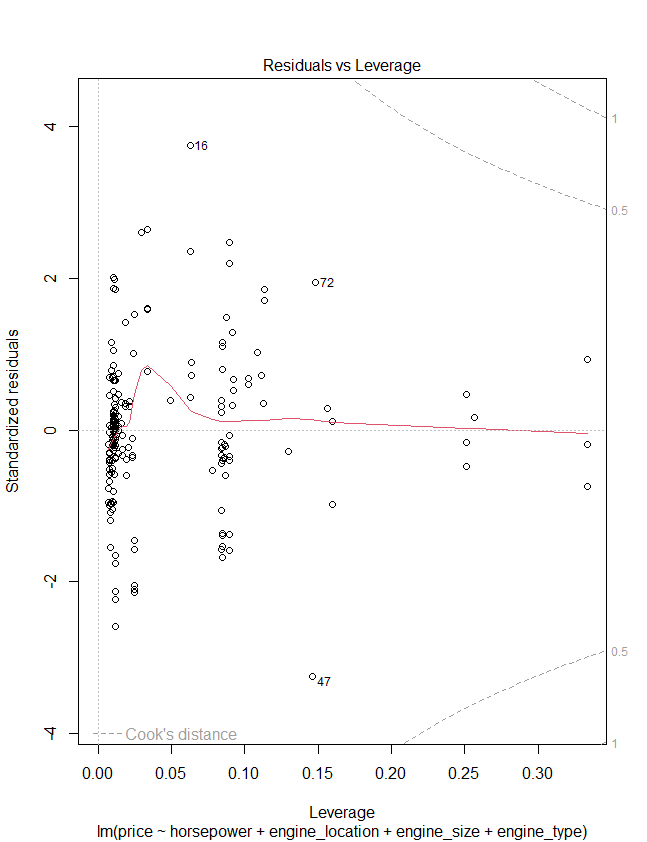 Residuals vs Leverage
Standardized residuals
4
2
0
-2
-4
16
72
47
1
0.5
0.5
1
Cook's distance
0.00 0.05 0.10 0.15 0.20 0.25 0.30
Leverage
lm(price ~ horsepower + engine_location + engine_size + engine_type)